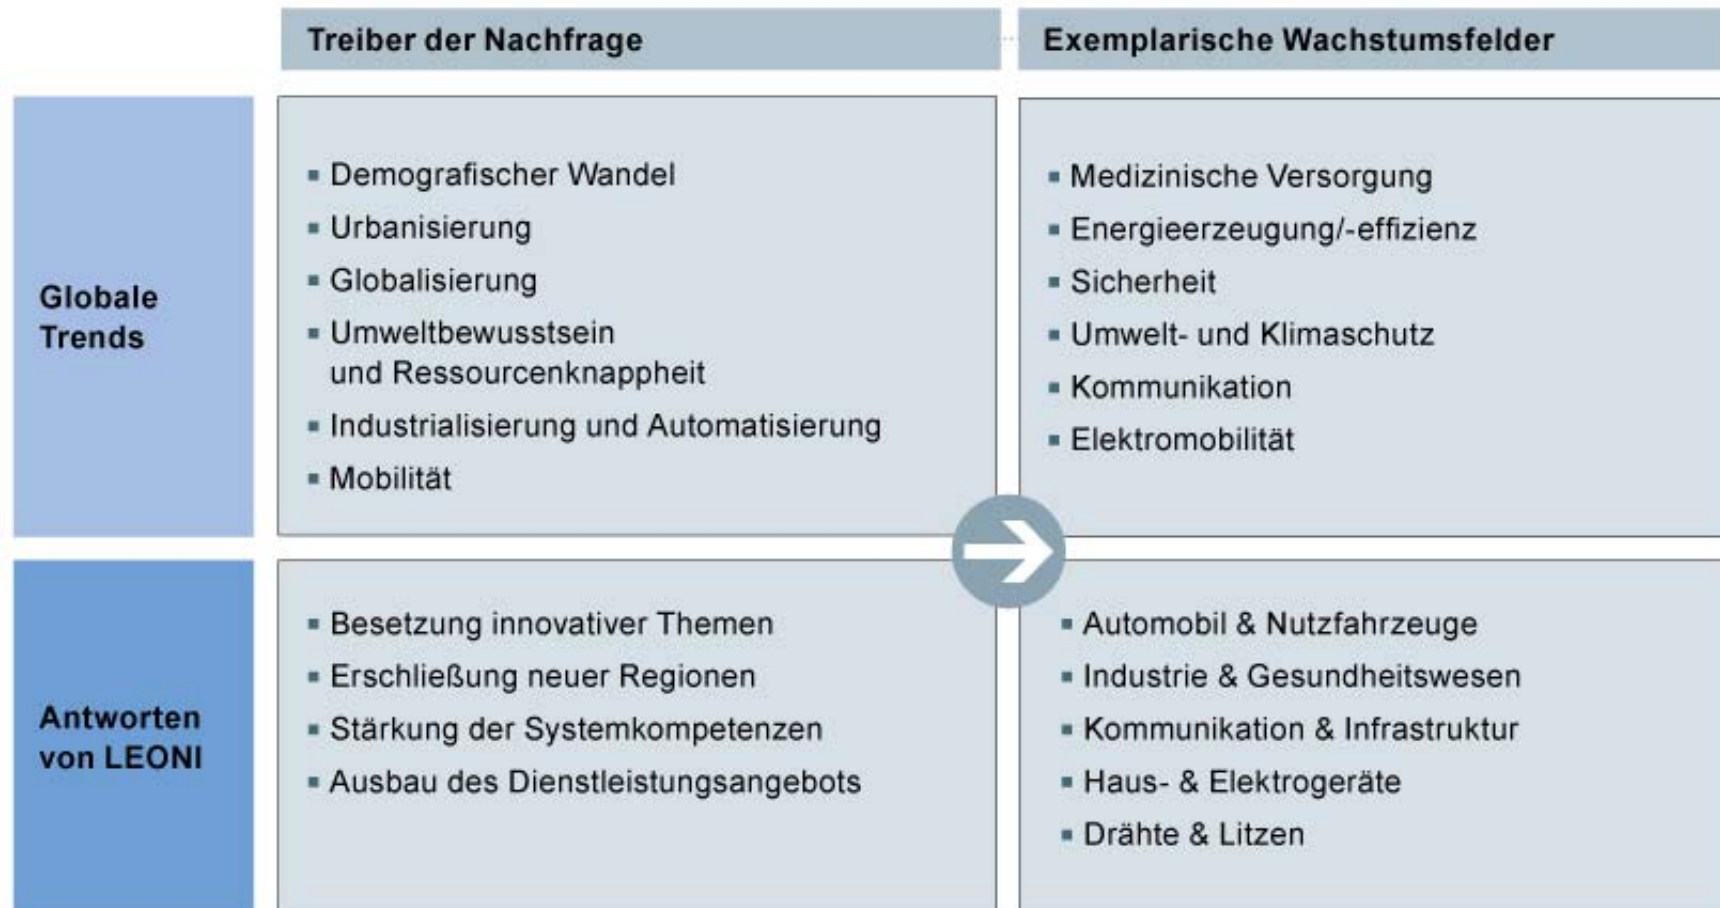 Treiber der Nachfrage
Exemplarische Wachstumsfelder
Globale
Trends
▪ Demografischer Wandel
▪ Urbanisierung
▪ Globalisierung
▪ Umweltbewusstsein
und Ressourcenknappheit
▪ Industrialisierung und Automatisierung
▪ Mobilität
▪ Medizinische Versorgung
▪ Energieerzeugung/-effizienz
▪ Sicherheit
▪ Umwelt- und Klimaschutz
▪ Kommunikation
▪ Elektromobilität
Antworten
von LEONI
▪ Besetzung innovativer Themen
▪ Erschließung neuer Regionen
▪ Stärkung der Systemkompetenzen
▪ Ausbau des Dienstleistungsangebots
▪ Automobil & Nutzfahrzeuge
▪ Industrie & Gesundheitswesen
▪ Kommunikation & Infrastruktur
▪ Haus- & Elektrogeräte
▪ Drähte & Litzen